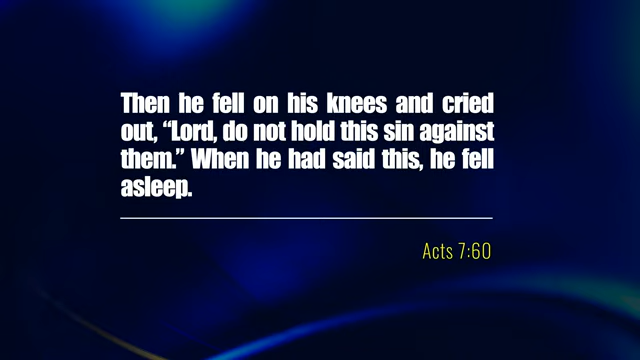 Then he fell on his knees and cried
out, “Lord, do not hold this sin against
them.” When he had said this, he fell
asleep.
Acts 7:60